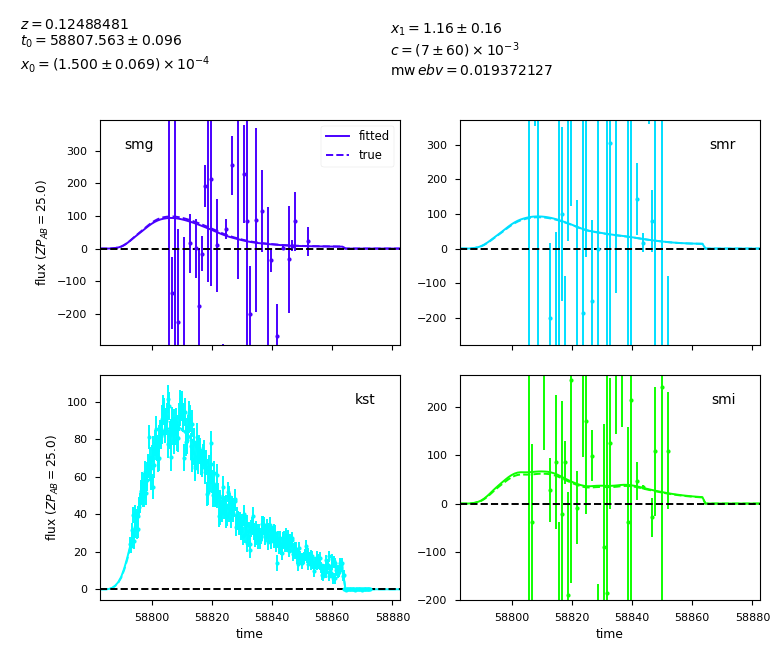 z = 0.12488481
t₀ = 58807.563 ± 0.096
x₀ = (1.500 ± 0.069) × 10⁻⁴
x₁ = 1.16 ± 0.16
c = (7 ± 60) × 10⁻³
mw ebv = 0.019372127
smg
fitted
true
300
200
100
0
−100
−200
flux (ZP_AB = 25.0)
smr
300
200
100
0
−100
−200
kst
100
80
60
40
20
0
flux (ZP_AB = 25.0)
58800 58820 58840 58860 58880
time
smi
200
100
0
−100
−200
58800 58820 58840 58860 58880
time